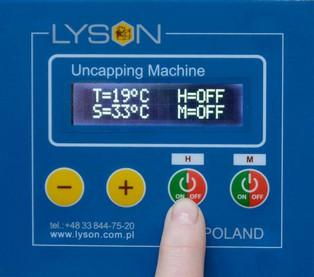 LYSON
Uncapping Machine
T=19°C H=OFF
S=33°C M=OFF
H M
− +
ON OFF ON OFF
tel.:+48 33 844-75-20
www.lyson.com.pl
POLAND